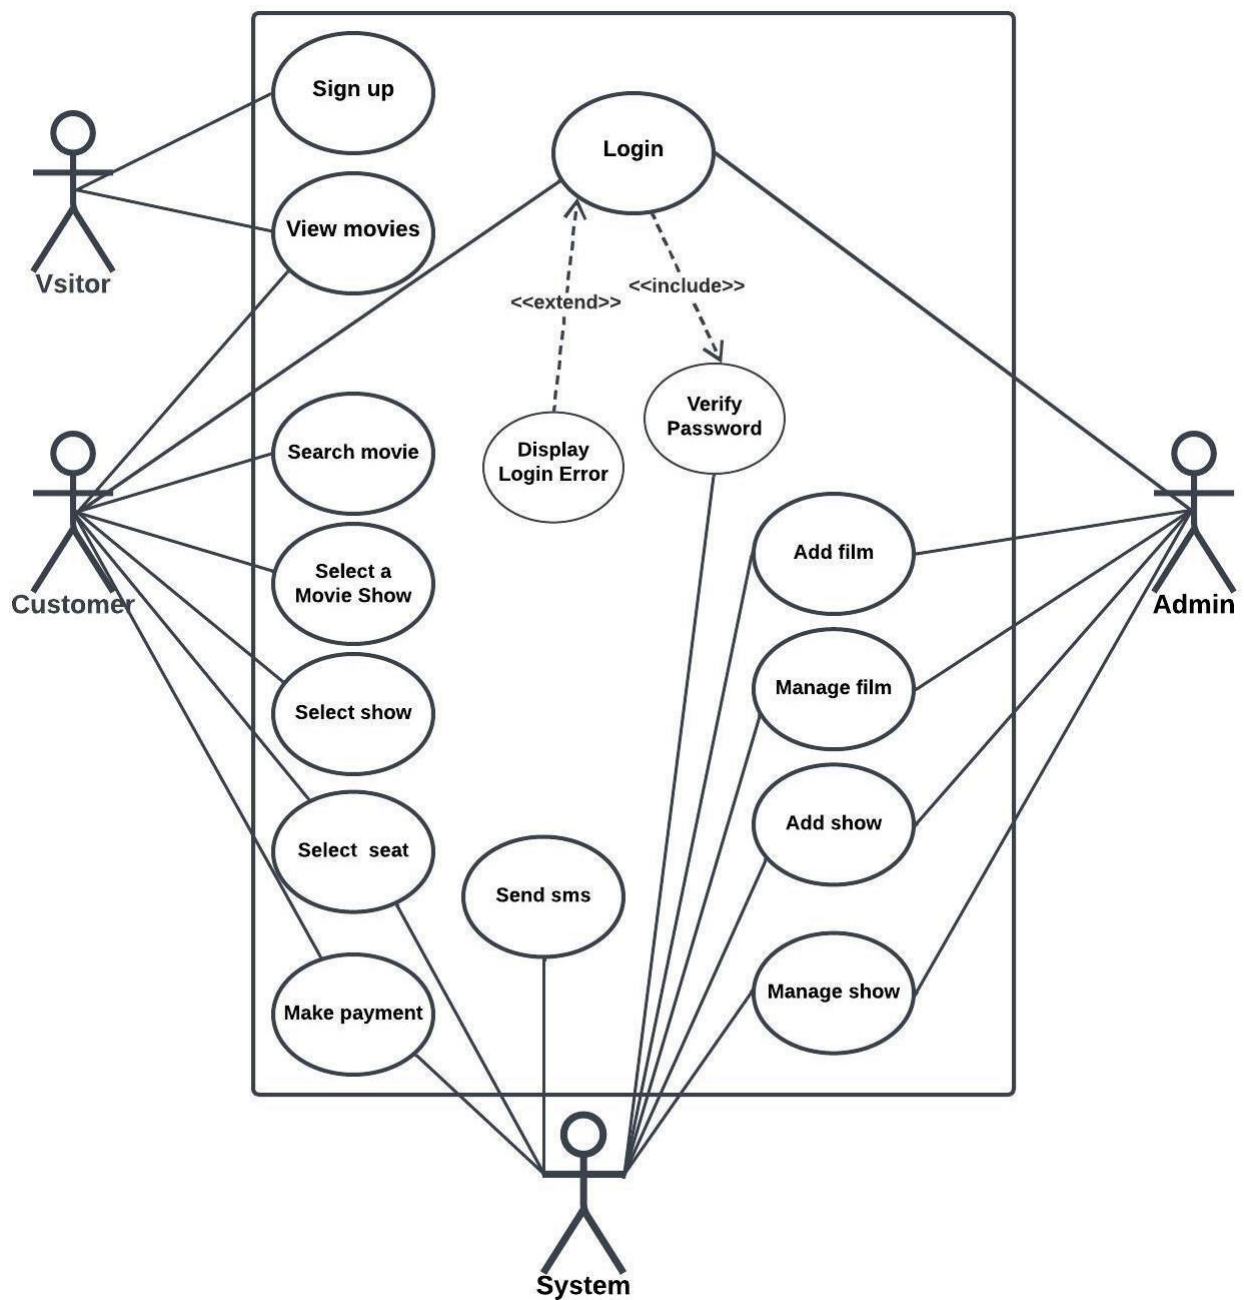 Sign up
Login
View movies
Vsitor
<<include>>
<<extend>>
Verify
Password
Search movie
Display
Login Error
Add film
Select a
Movie Show
Customer
Admin
Manage film
Select show
Add show
Select seat
Send sms
Manage show
Make payment
System